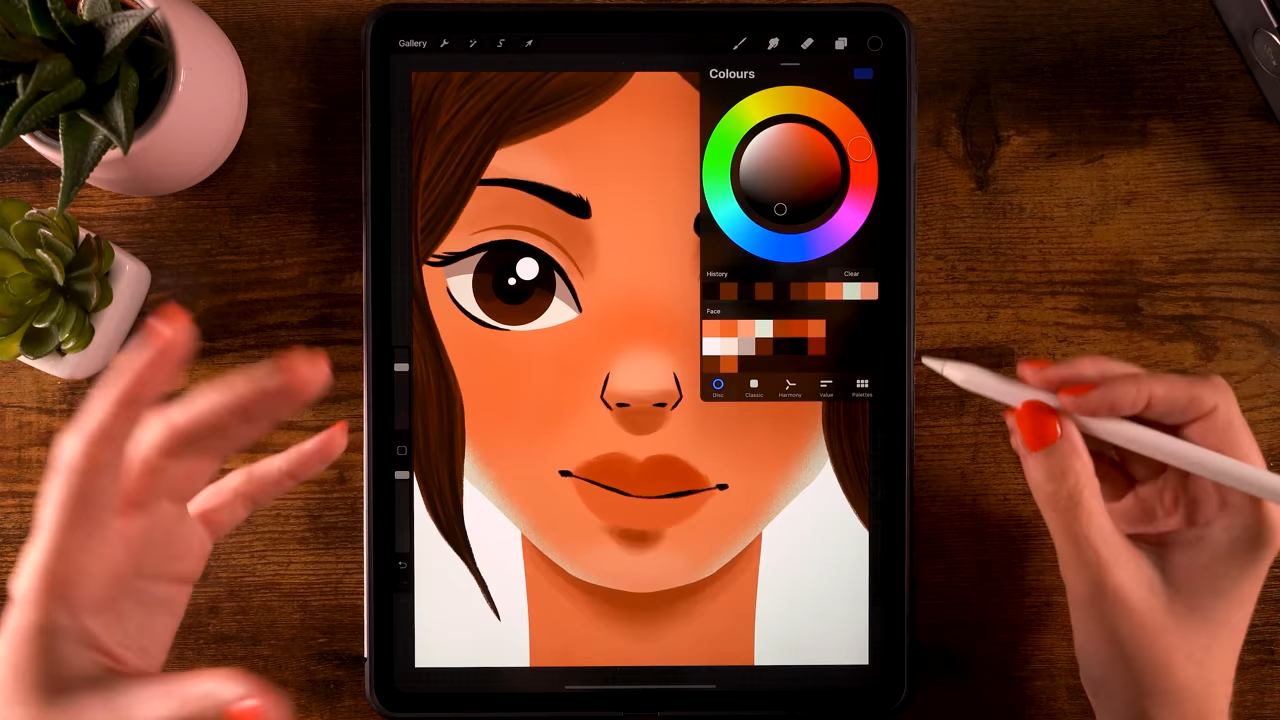 Gallery
Colours
History Clear
Face
Disc Classic Harmony Value Palettes